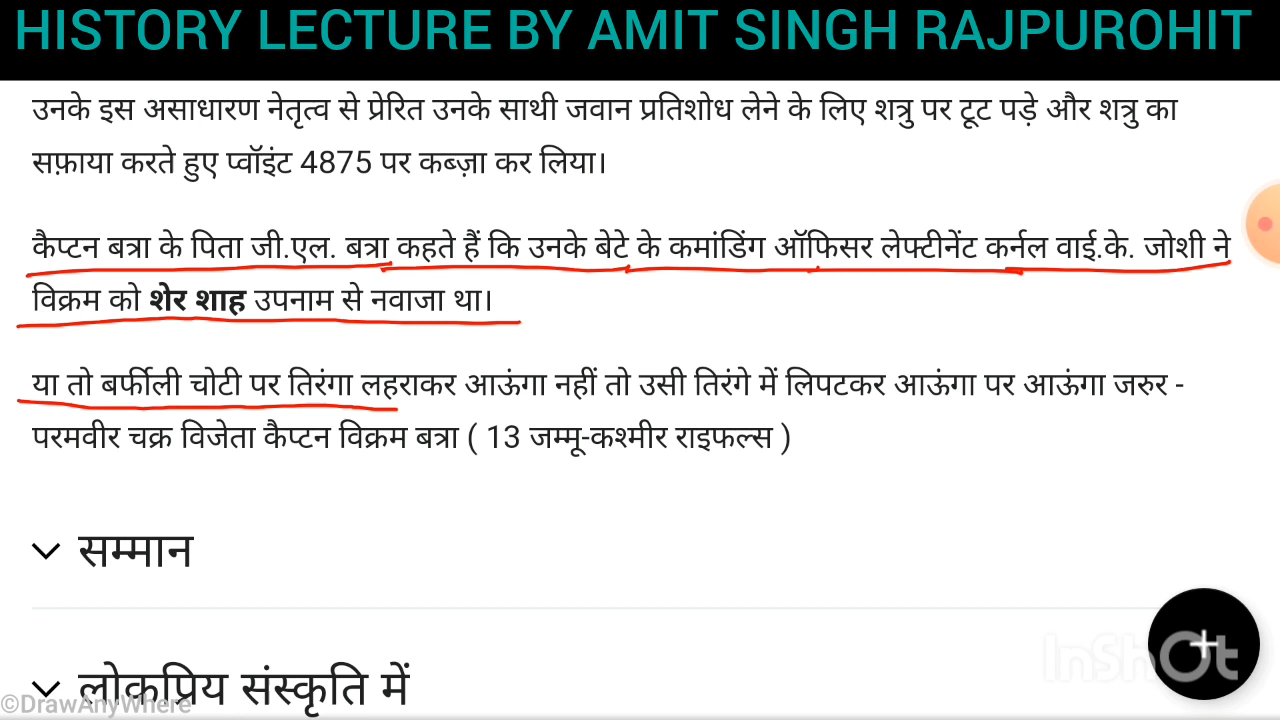 HISTORY LECTURE BY AMIT SINGH RAJPUROHIT
उनके इस असाधारण नेतृत्व से प्रेरित उनके साथी जवान प्रतिशोध लेने के लिए शत्रु पर टूट पड़े और शत्रु का
सफ़ाया करते हुए प्वॉइंट 4875 पर कब्ज़ा कर लिया।
कैप्टन बत्रा के पिता जी.एल. बत्रा कहते हैं कि उनके बेटे के कमांडिंग ऑफिसर लेफ्टीनेंट कर्नल वाई.के. जोशी ने
विक्रम को शेर शाह उपनाम से नवाजा था।
या तो बर्फीली चोटी पर तिरंगा लहराकर आऊंगा नहीं तो उसी तिरंगे में लिपटकर आऊंगा पर आऊंगा जरुर -
परमवीर चक्र विजेता कैप्टन विक्रम बत्रा ( 13 जम्मू-कश्मीर राइफल्स )
सम्मान
लोकप्रिय संस्कृति में
InShOt
©DrawAnyWhere